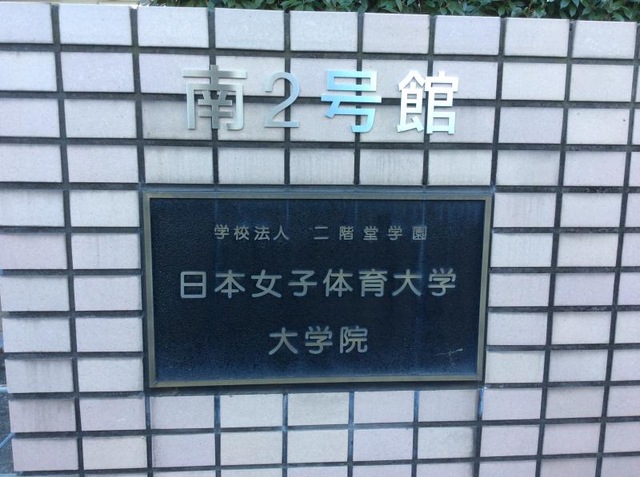 南2号館
学校法人 二階堂学園
日本女子体育大学
大学院